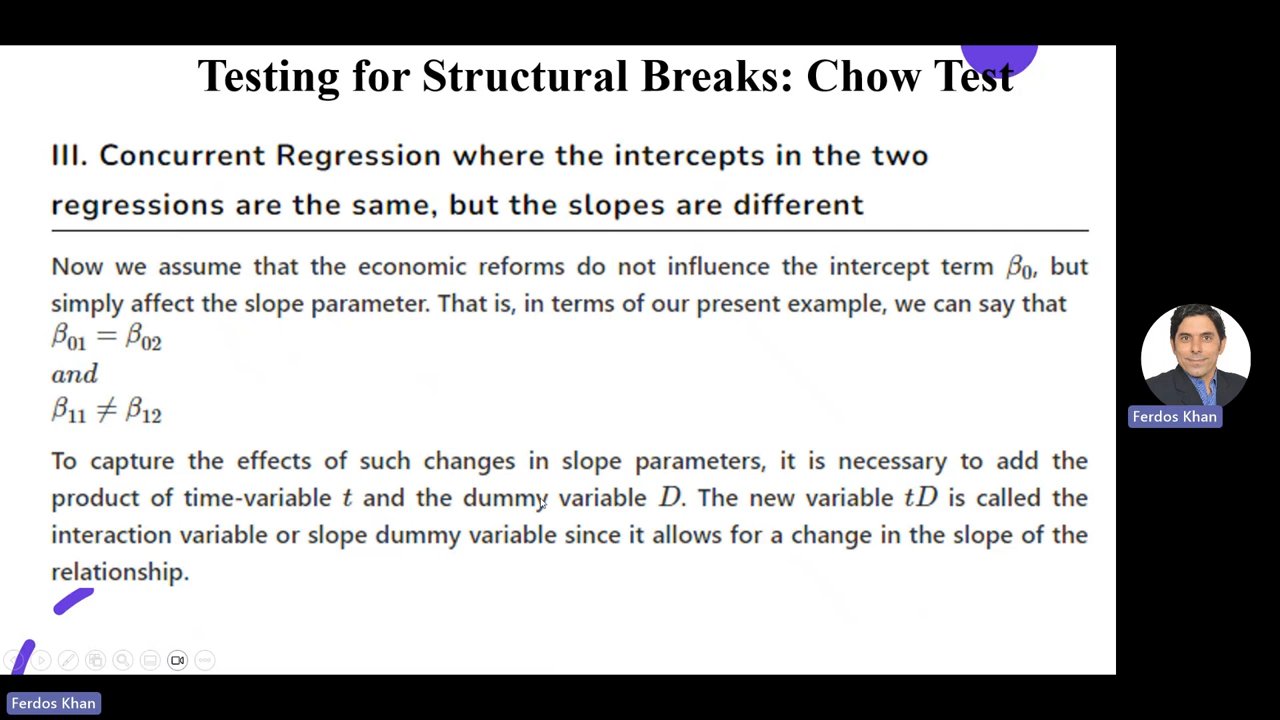 Testing for Structural Breaks: Chow Test
III. Concurrent Regression where the intercepts in the two
regressions are the same, but the slopes are different
Now we assume that the economic reforms do not influence the intercept term β₀, but
simply affect the slope parameter. That is, in terms of our present example, we can say that
β₀₁ = β₀₂
and
β₁₁ ≠ β₁₂
To capture the effects of such changes in slope parameters, it is necessary to add the
product of time-variable t and the dummy variable D. The new variable tD is called the
interaction variable or slope dummy variable since it allows for a change in the slope of the
relationship.
Ferdos Khan
Ferdos Khan